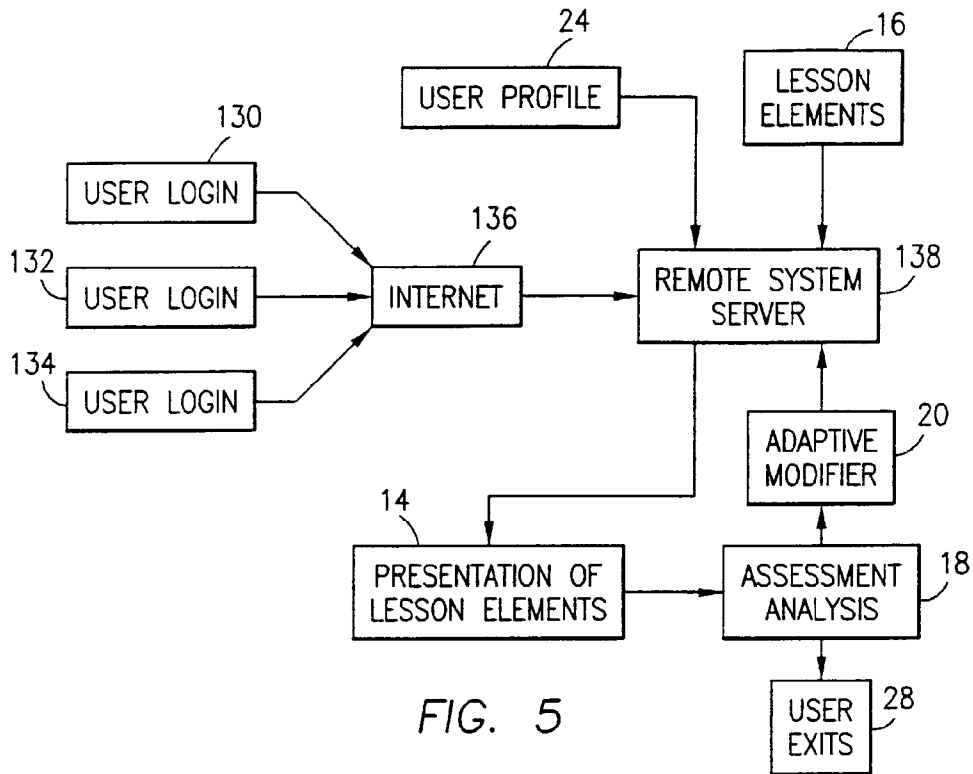 24
USER PROFILE
16
LESSON
ELEMENTS
130
USER LOGIN
132
USER LOGIN
134
USER LOGIN
136
INTERNET
REMOTE SYSTEM
SERVER
138
20
ADAPTIVE
MODIFIER
14
PRESENTATION OF
LESSON ELEMENTS
ASSESSMENT
ANALYSIS
18
USER
EXITS
28
FIG. 5